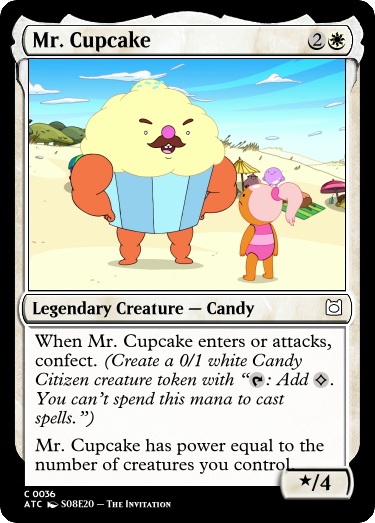 Mr. Cupcake 2
Legendary Creature — Candy
When Mr. Cupcake enters or attacks,
confect. (Create a 0/1 white Candy
Citizen creature token with “: Add .
You can’t spend this mana to cast
spells.”)
Mr. Cupcake has power equal to the
number of creatures you control.
★/4
C 0036
ATC S08E20 — The Invitation